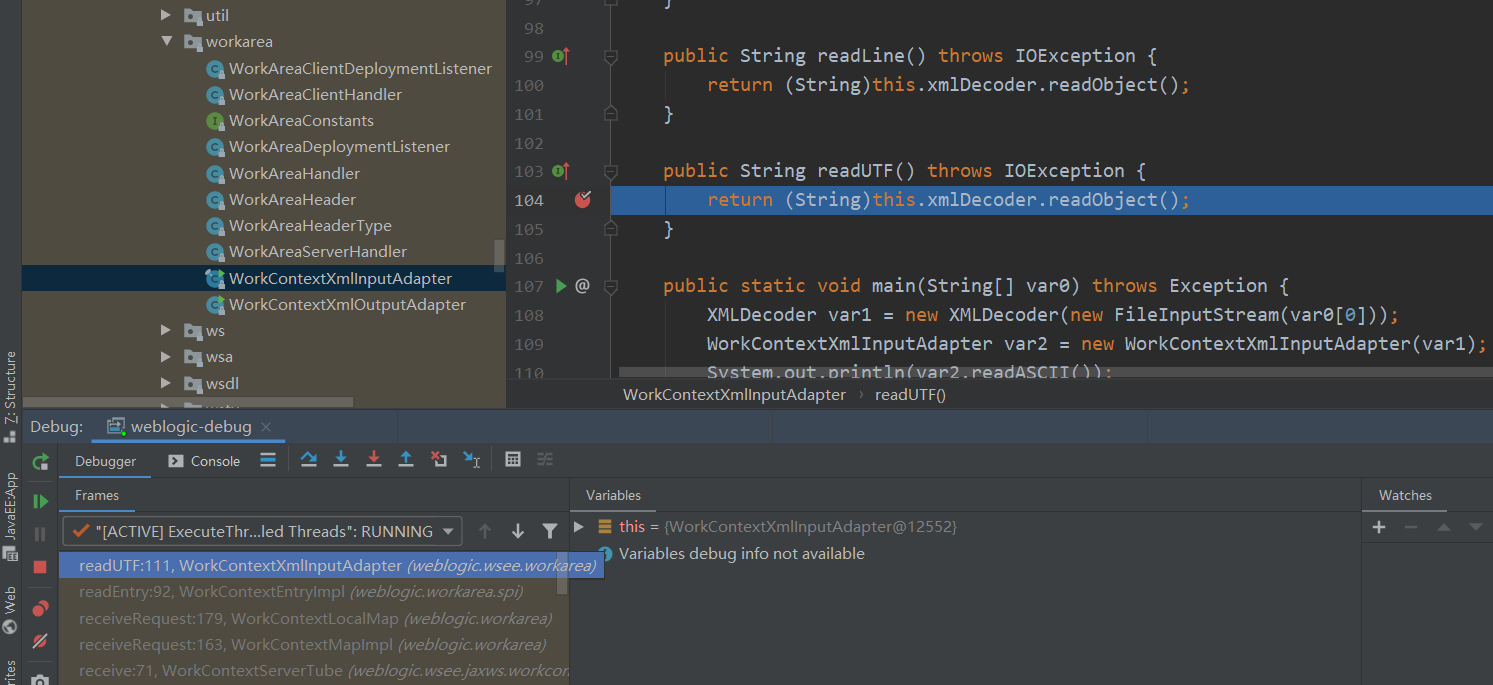 util
workarea
WorkAreaClientDeploymentListener
WorkAreaClientHandler
WorkAreaConstants
WorkAreaDeploymentListener
WorkAreaHandler
WorkAreaHeader
WorkAreaHeaderType
WorkAreaServerHandler
WorkContextXmlInputAdapter
WorkContextXmlOutputAdapter
ws
wsa
wsdl
97 }
98
99 public String readLine() throws IOException {
100 return (String)this.xmlDecoder.readObject();
101 }
102
103 public String readUTF() throws IOException {
104 return (String)this.xmlDecoder.readObject();
105 }
106
107 @ public static void main(String[] var0) throws Exception {
108 XMLDecoder var1 = new XMLDecoder(new FileInputStream(var0[0]));
109 WorkContextXmlInputAdapter var2 = new WorkContextXmlInputAdapter(var1);
110 System.out.println(var2.readASCII());
WorkContextXmlInputAdapter › readUTF()
Z: Structure
JavaEE:App
Web
Debug: weblogic-debug ×
Debugger Console
Frames
Variables
Watches
"[ACTIVE] ExecuteThr...led Threads": RUNNING
this = {WorkContextXmlInputAdapter@12552}
Variables debug info not available
readUTF:111, WorkContextXmlInputAdapter (weblogic.wsee.workarea)
readEntry:92, WorkContextEntryImpl (weblogic.workarea.spi)
receiveRequest:179, WorkContextLocalMap (weblogic.workarea)
receiveRequest:163, WorkContextMapImpl (weblogic.workarea)
receive:71, WorkContextServerTube (weblogic.wsee.jaxws.workcon